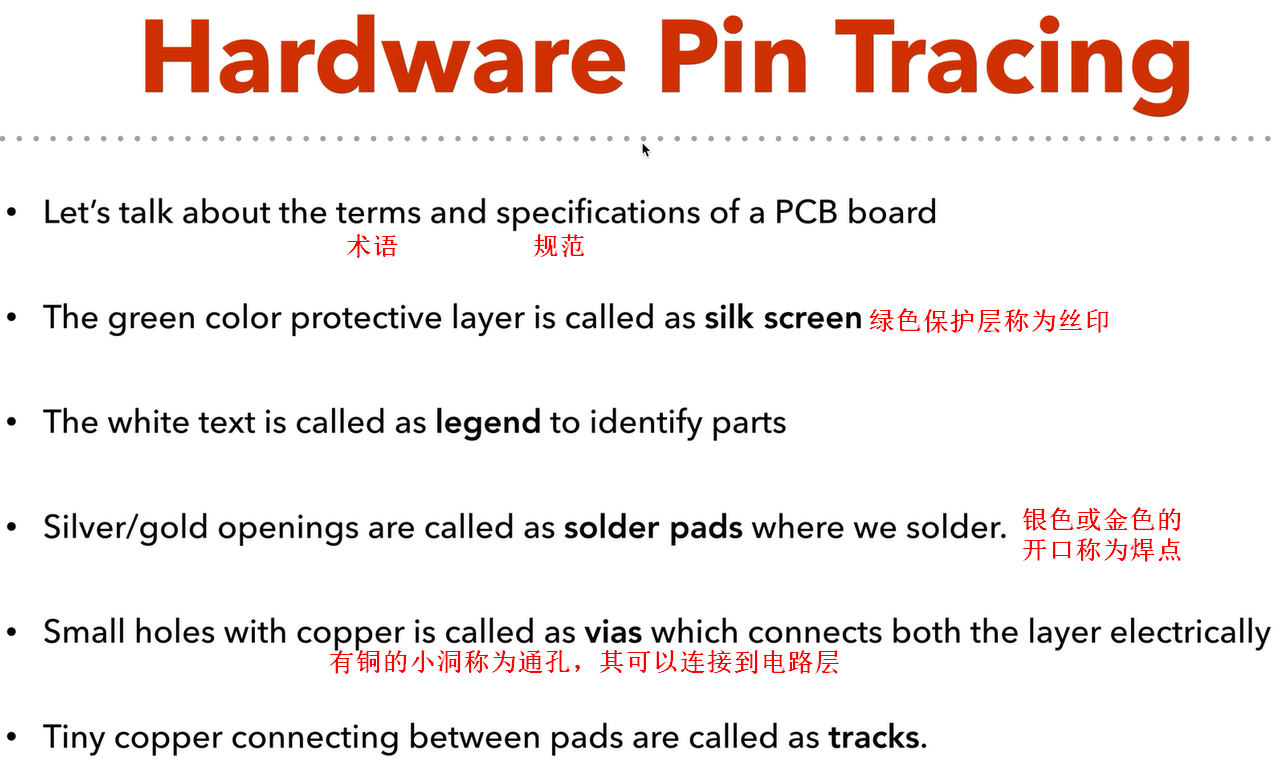 Hardware Pin Tracing
• Let's talk about the terms and specifications of a PCB board
术语 规范
• The green color protective layer is called as silk screen 绿色保护层称为丝印
• The white text is called as legend to identify parts
• Silver/gold openings are called as solder pads where we solder. 银色或金色的
开口称为焊点
• Small holes with copper is called as vias which connects both the layer electrically
有铜的小洞称为通孔，其可以连接到电路层
• Tiny copper connecting between pads are called as tracks.